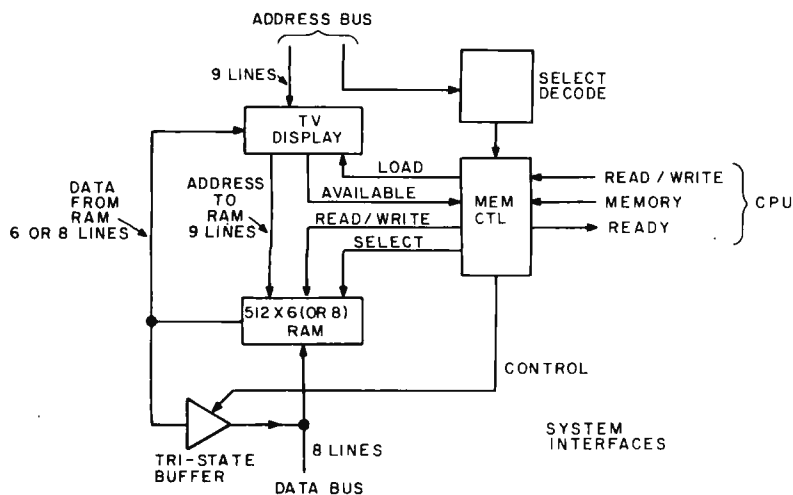 ADDRESS BUS
9 LINES
SELECT
DECODE
TV
DISPLAY
LOAD
READ / WRITE
DATA
FROM
RAM
6 OR 8 LINES
ADDRESS
TO
RAM
9 LINES
AVAILABLE
MEM
CTL
MEMORY
CPU
READ / WRITE
READY
SELECT
512 X 6 (OR 8)
RAM
CONTROL
TRI-STATE
BUFFER
8 LINES
DATA BUS
SYSTEM
INTERFACES